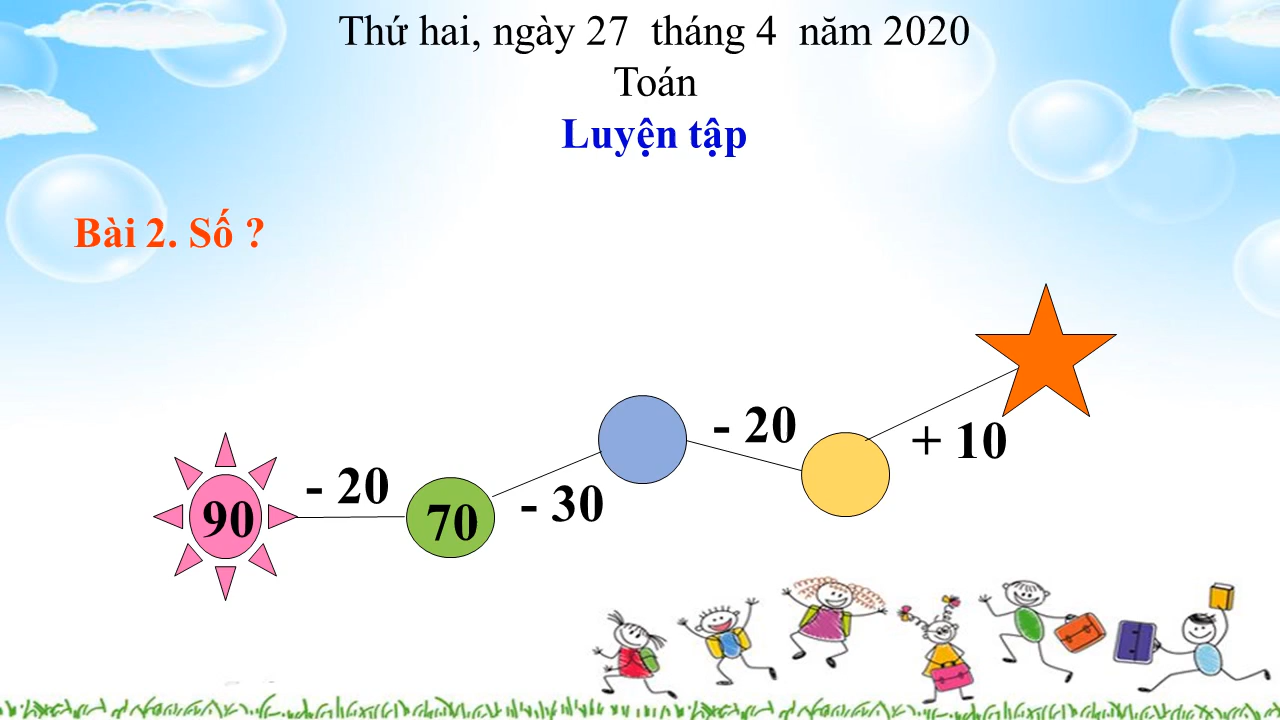 Thứ hai, ngày 27 tháng 4 năm 2020
Toán
Luyện tập
Bài 2. Số ?
90
- 20
70
- 30
- 20
+ 10